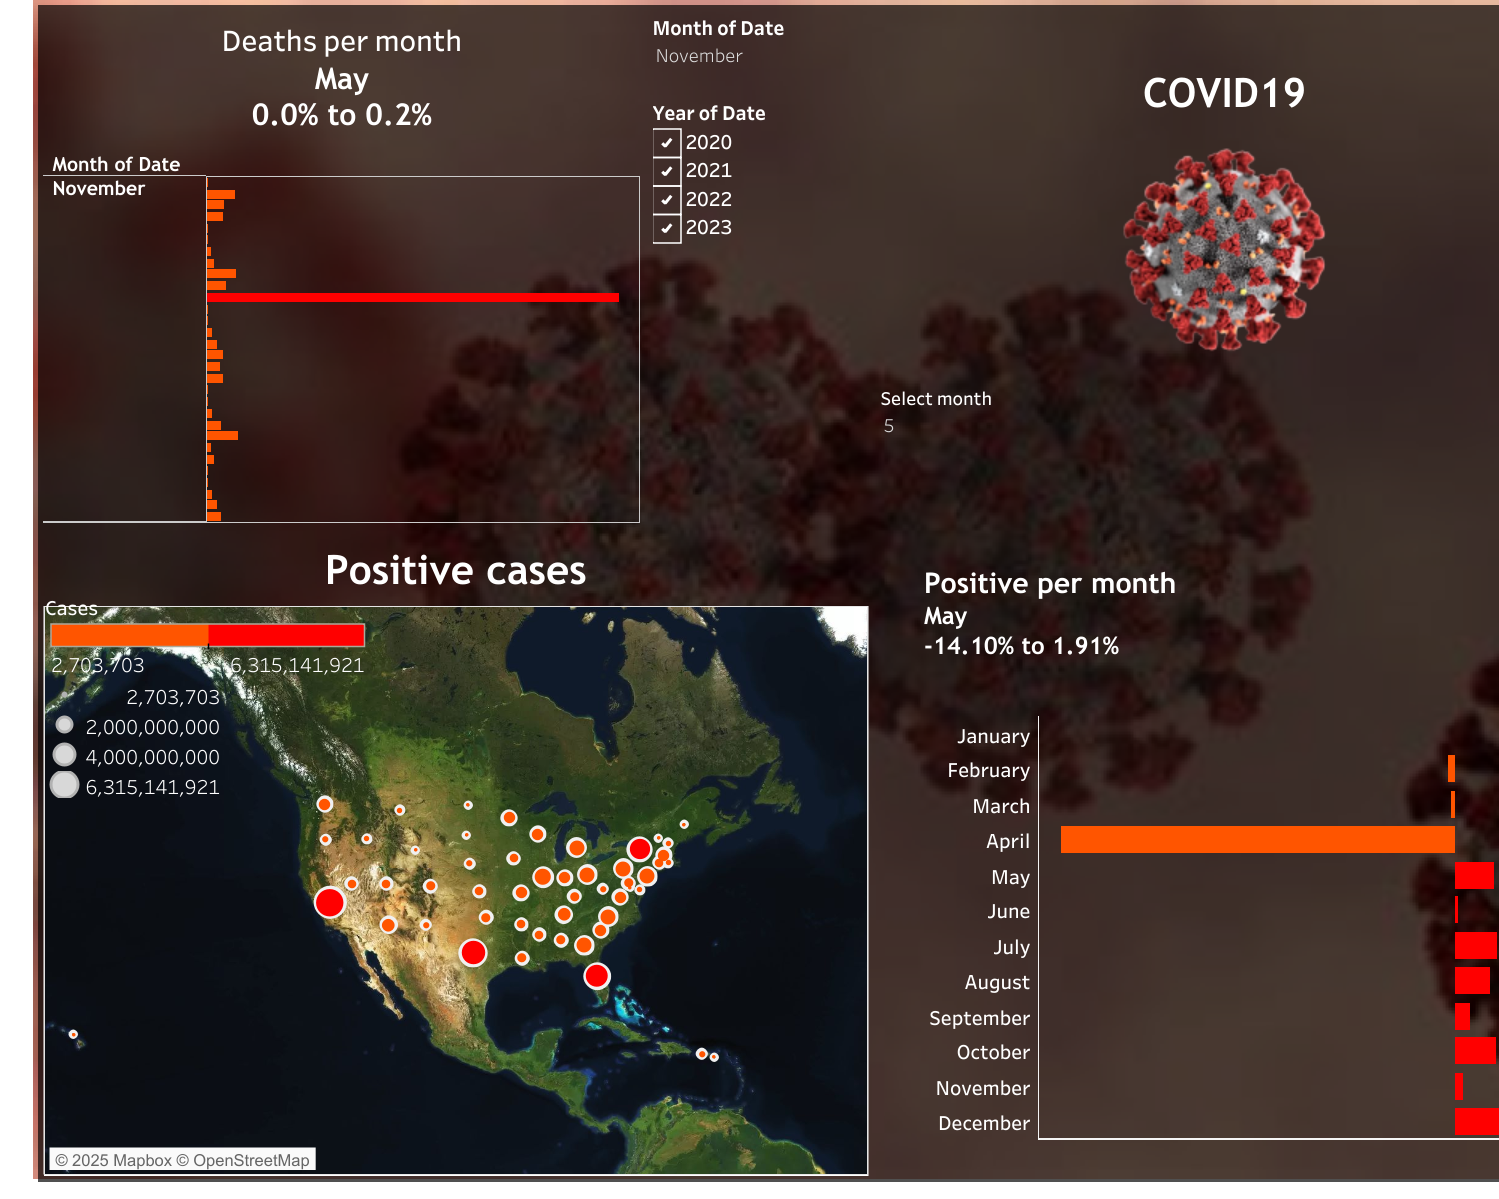 Deaths per month
May
0.0% to 0.2%
Month of Date
November
Month of Date
November
Year of Date
2020
2021
2022
2023
COVID19
Select month
5
Positive cases
Cases
2,703,703
6,315,141,921
2,703,703
2,000,000,000
4,000,000,000
6,315,141,921
© 2025 Mapbox © OpenStreetMap
Positive per month
May
-14.10% to 1.91%
January
February
March
April
May
June
July
August
September
October
November
December